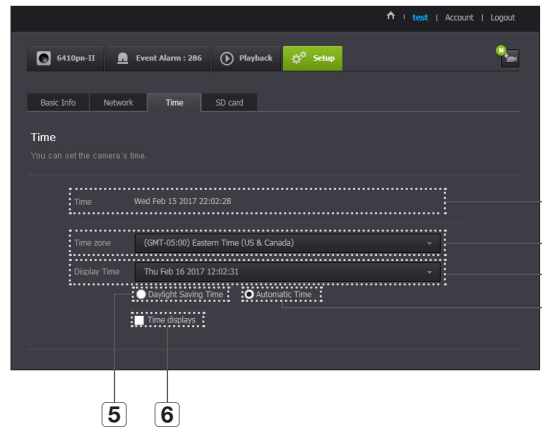 test | Account | Logout
6410pn-II Event Alarm : 286 Playback Setup
N
Basic Info Network Time SD card
Time
You can set the camera's time.
Time Wed Feb 15 2017 22:02:28
Time zone (GMT-05:00) Eastern Time (US & Canada)
Display Time Thu Feb 16 2017 12:02:31
Daylight Saving Time Automatic Time
Time displays
5 6